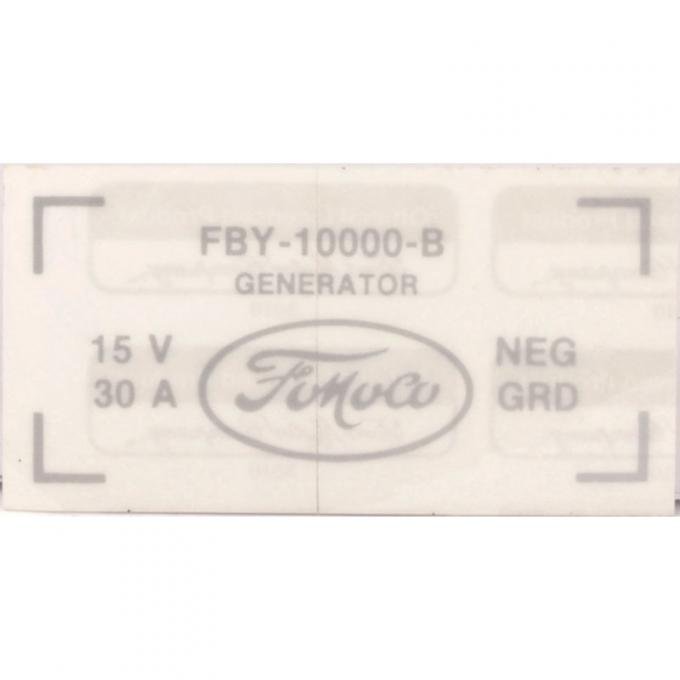 FBY-10000-B
GENERATOR
15 V
30 A
FoMoCo
NEG
GRD